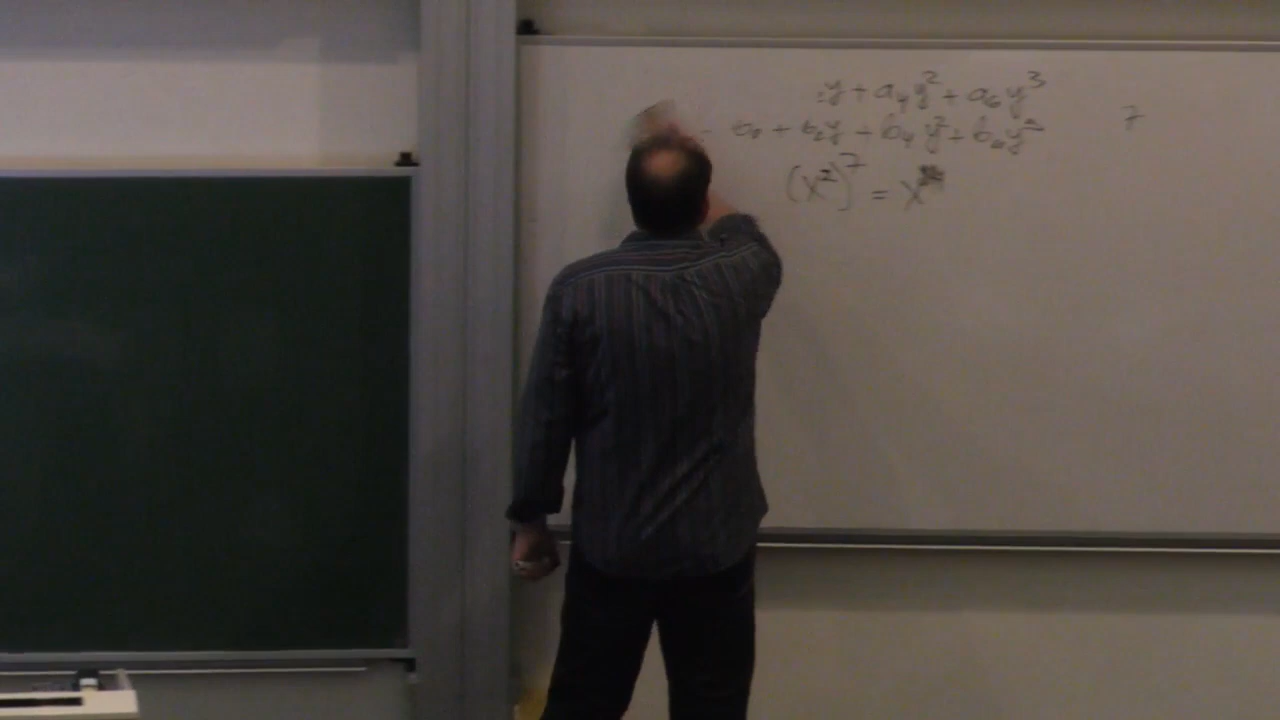 y + a₄y² + a₆y³ 7
b₀ + b₂y + b₄y² + b₆y³
(x²)⁷ = x